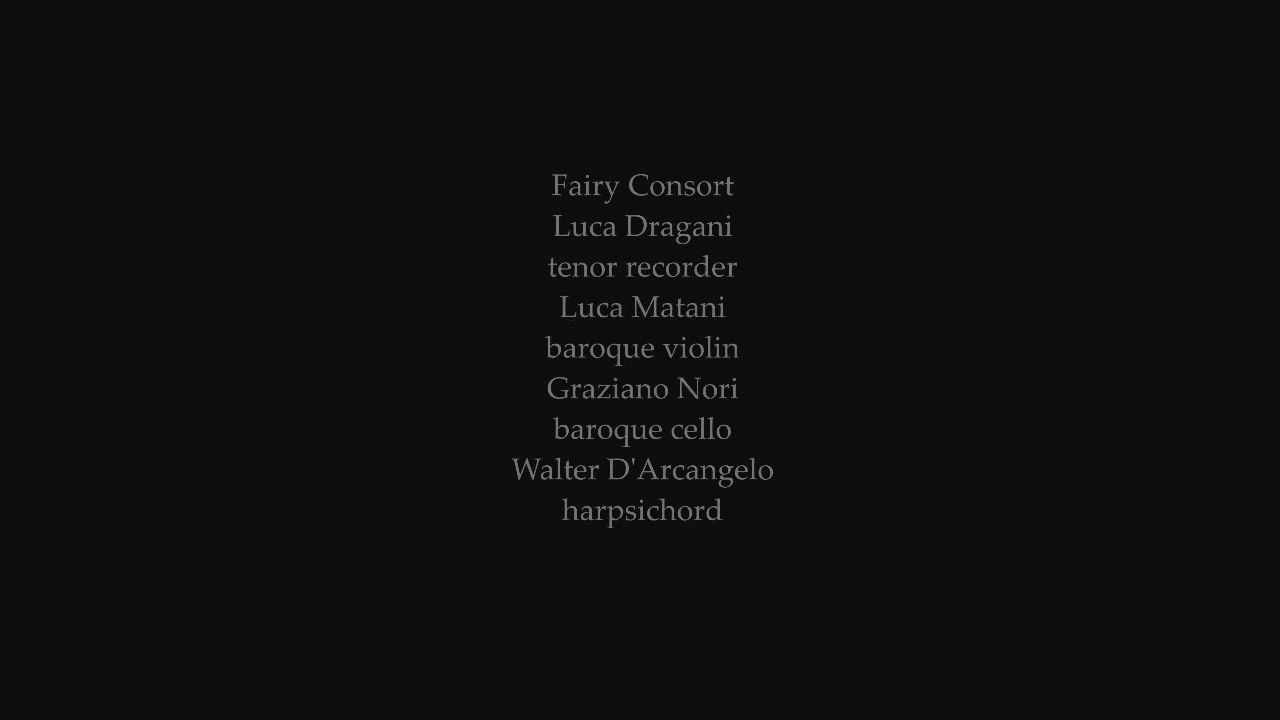 Fairy Consort
Luca Dragani
tenor recorder
Luca Matani
baroque violin
Graziano Nori
baroque cello
Walter D'Arcangelo
harpsichord